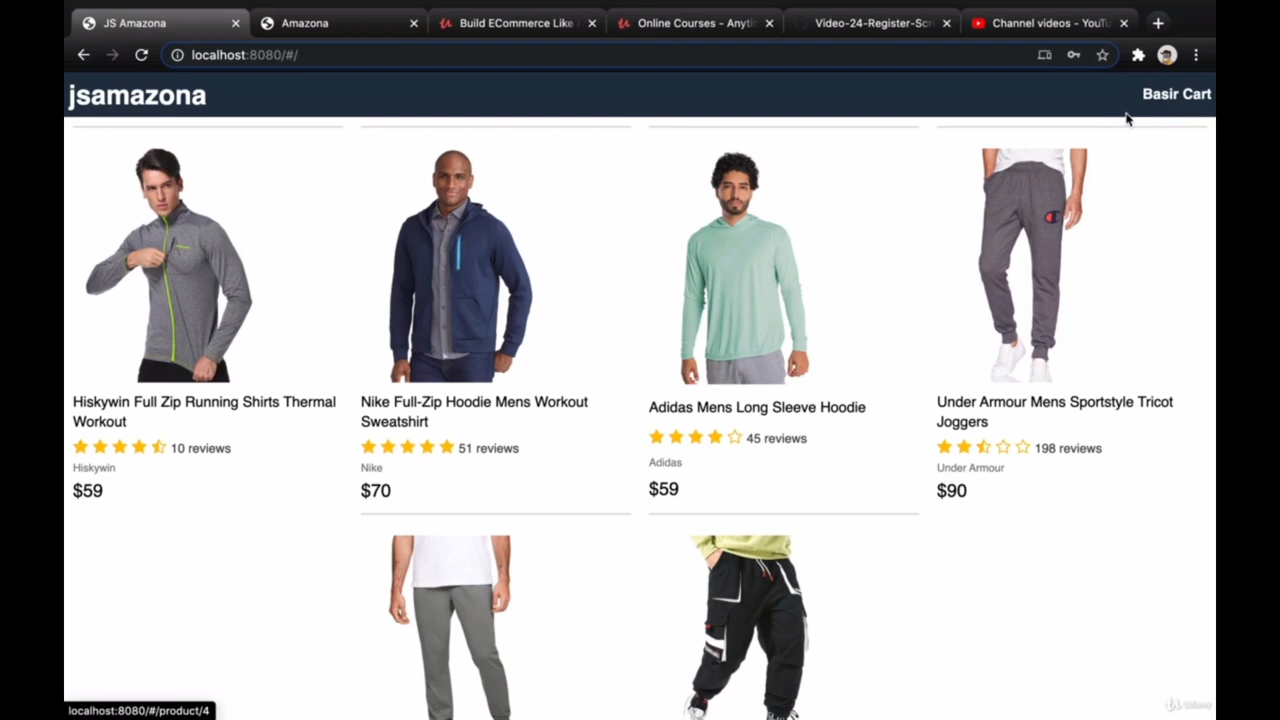 JS Amazona
Amazona
Build ECommerce Like
Online Courses - Anyti
Video-24-Register-Scr
Channel videos - YouTu
localhost:8080/#/
jsamazona
Basir Cart
Hiskywin Full Zip Running Shirts Thermal
Workout
10 reviews
Hiskywin
$59
Nike Full-Zip Hoodie Mens Workout
Sweatshirt
51 reviews
Nike
$70
Adidas Mens Long Sleeve Hoodie
45 reviews
Adidas
$59
Under Armour Mens Sportstyle Tricot
Joggers
198 reviews
Under Armour
$90
localhost:8080/#/product/4
Udemy